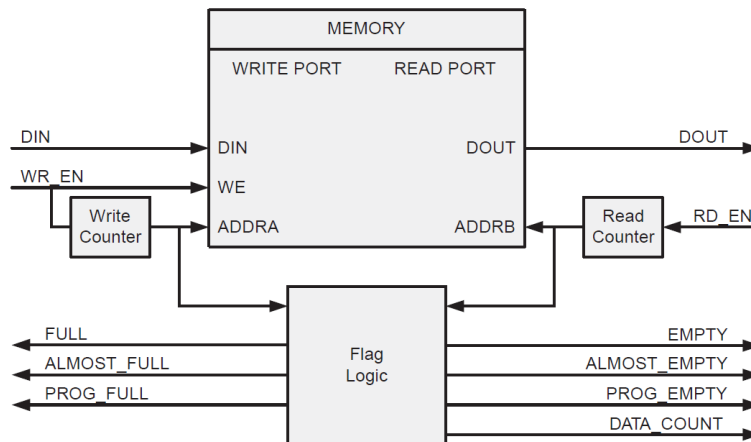 MEMORY
WRITE PORT READ PORT
DIN DIN DOUT DOUT
WR_EN WE
Write
Counter
ADDRA ADDRB
Read
Counter
RD_EN
Flag
Logic
FULL EMPTY
ALMOST_FULL ALMOST_EMPTY
PROG_FULL PROG_EMPTY
DATA_COUNT